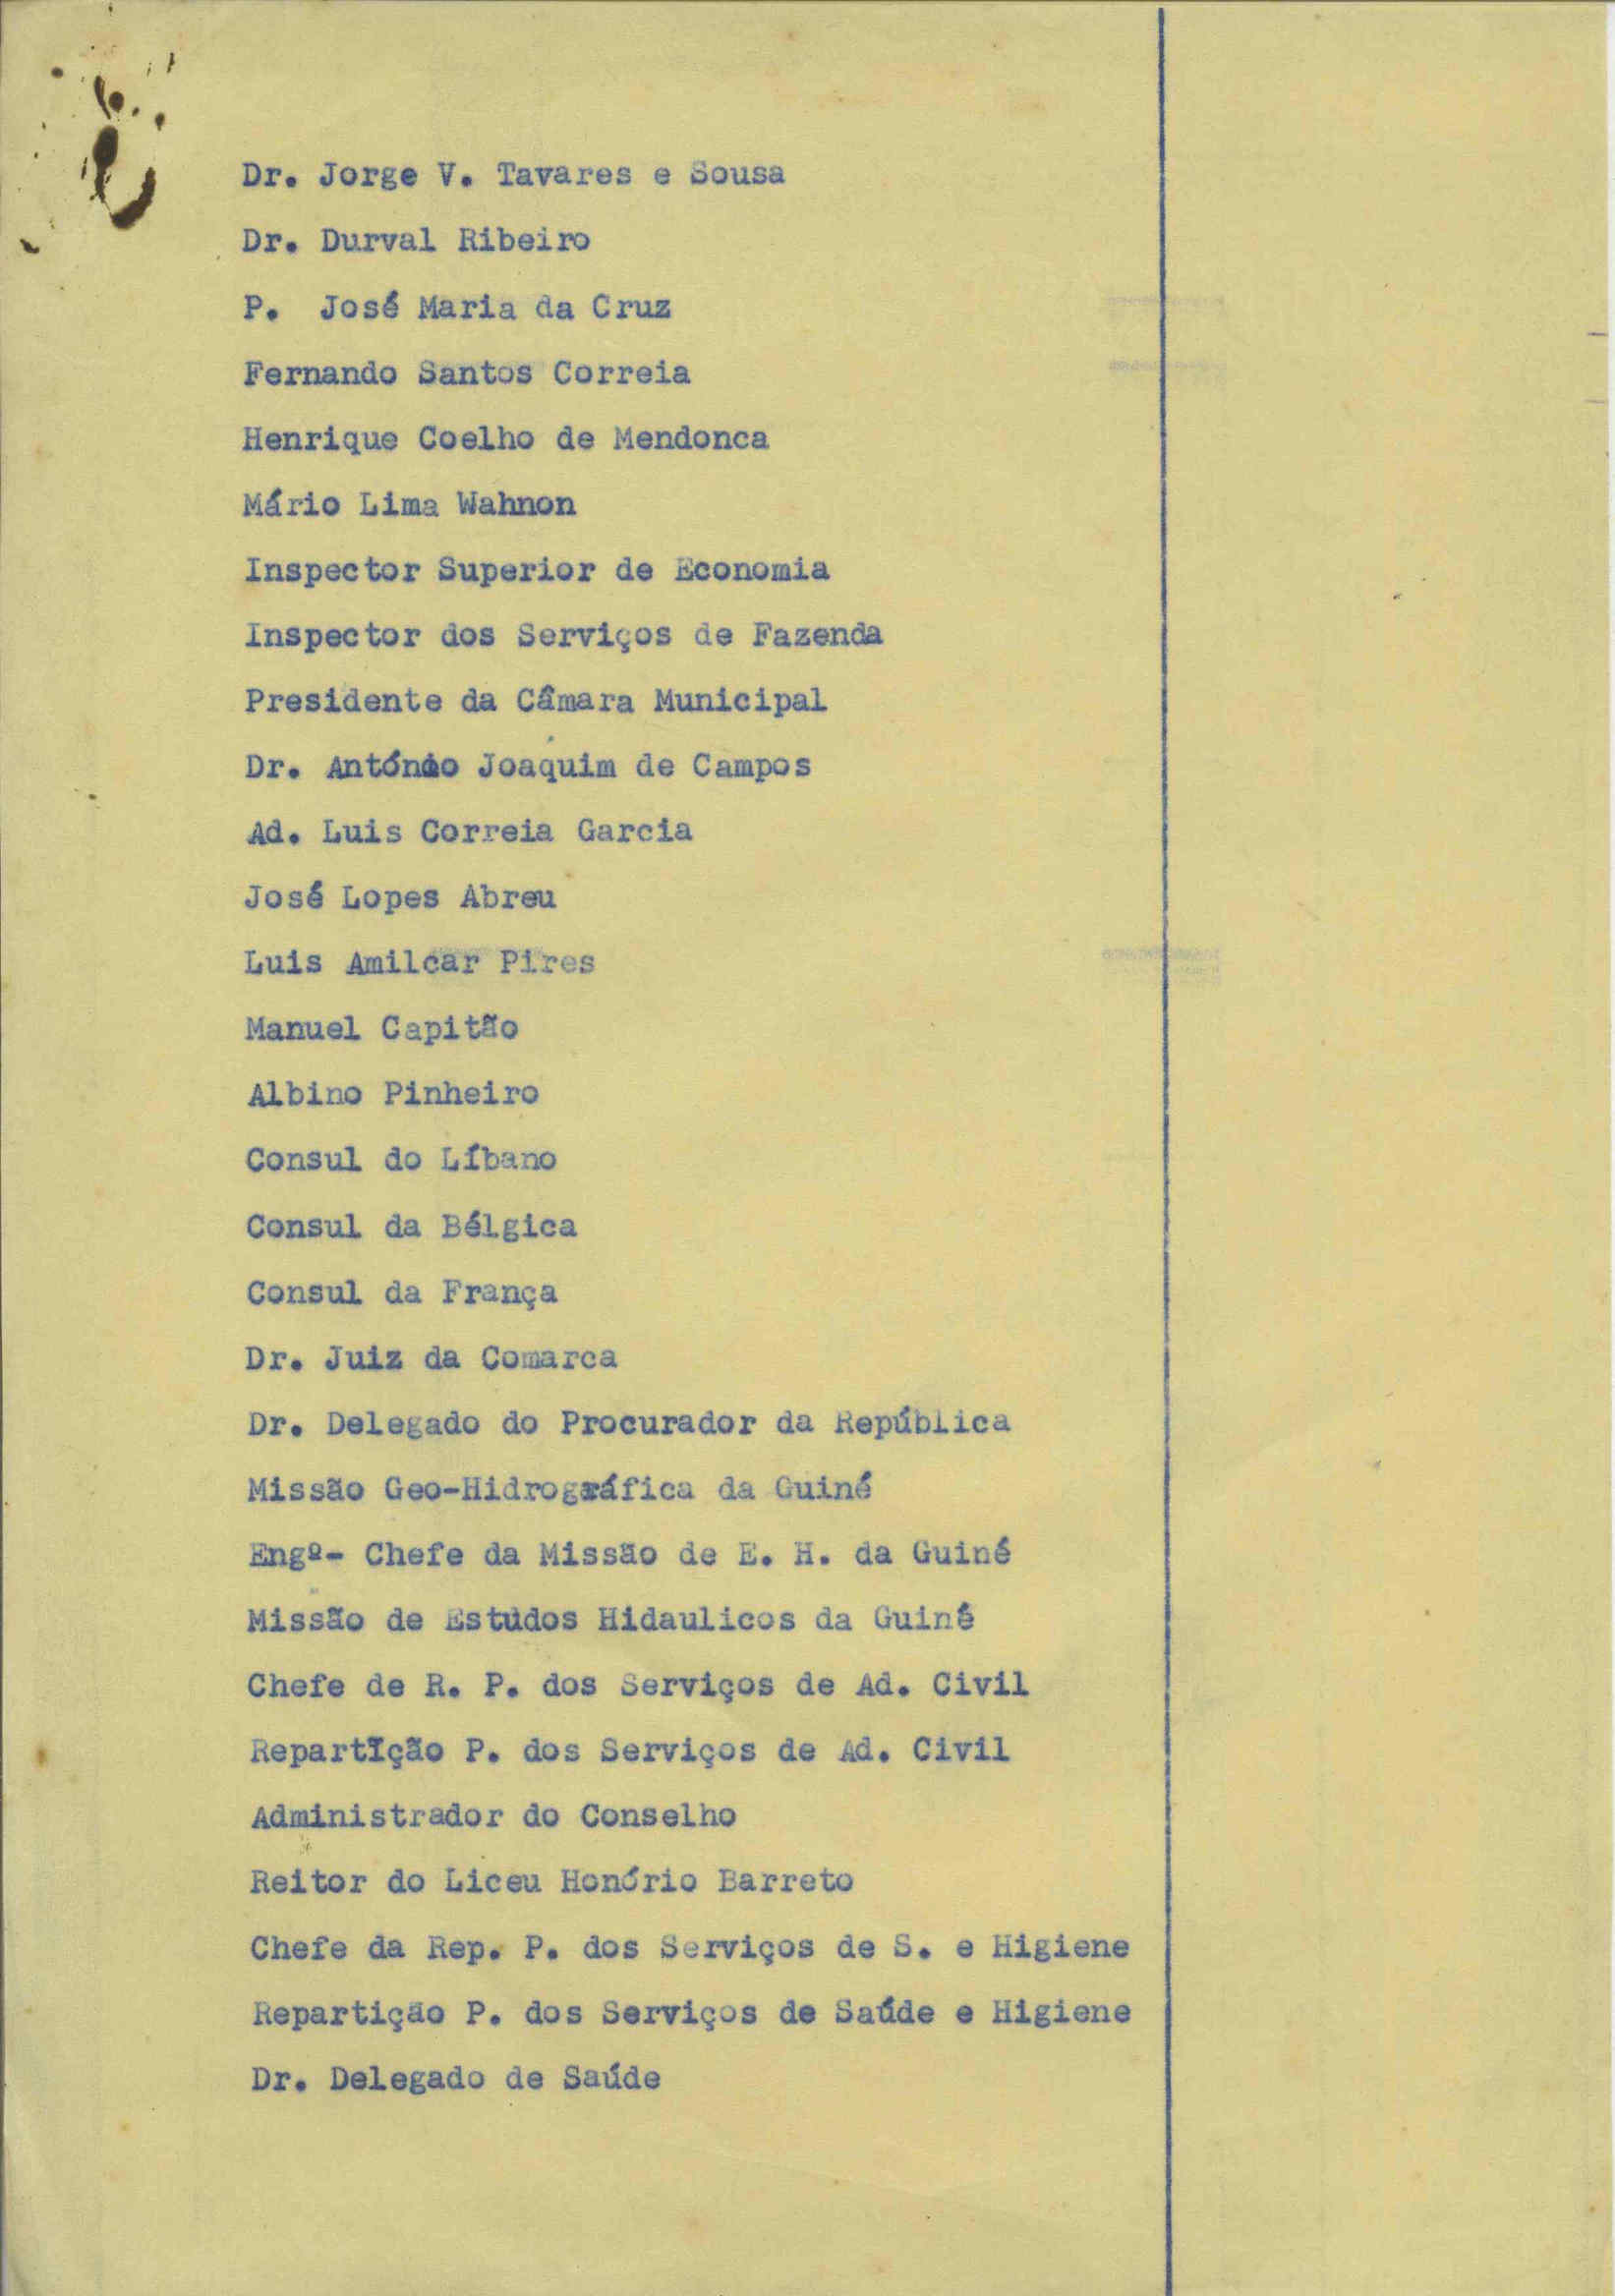 Dr. Jorge V. Tavares e Sousa
Dr. Durval Ribeiro
P. José Maria da Cruz
Fernando Santos Correia
Henrique Coelho de Mendonca
Mário Lima Wahnon
Inspector Superior de Economia
Inspector dos Serviços de Fazenda
Presidente da Câmara Municipal
Dr. António Joaquim de Campos
Ad. Luis Correia Garcia
José Lopes Abreu
Luis Amilcar Pires
Manuel Capitão
Albino Pinheiro
Consul do Líbano
Consul da Bélgica
Consul da França
Dr. Juiz da Comarca
Dr. Delegado do Procurador da República
Missão Geo-Hidrográfica da Guiné
Engº- Chefe da Missão de E. H. da Guiné
Missão de Estudos Hidaulicos da Guiné
Chefe de R. P. dos Serviços de Ad. Civil
Repartição P. dos Serviços de Ad. Civil
Administrador do Conselho
Reitor do Liceu Honório Barreto
Chefe da Rep. P. dos Serviços de S. e Higiene
Repartição P. dos Serviços de Saúde e Higiene
Dr. Delegado de Saúde